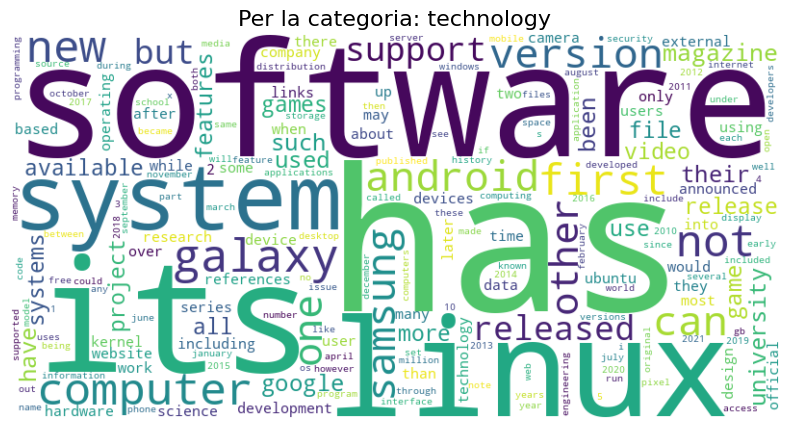 Per la categoria: technology
software
has
its
linux
system
computer
new
but
support
version
magazine
camera
external
security
mobile
server
media
there
company
during
source
programming
both
distribution
windows
internet
developers
2012
2011
august
october
2017
school
x
after
operating
features
links
games
up
then
files
two
storage
same
became
based
such
when
may
about
see
space
s
application
been
only
users
under
using
each
open
file
video
available
while
will
feature
used
some
if
history
published
applications
android
first
developed
their
announced
4
well
memory
november
2
part
march
september
3
2018
called
computing
these
devices
2016
include
release
display
between
research
device
desktop
galaxy
samsung
later
made
time
other
use
not
into
2010
since
included
early
systems
code
project
over
references
no
issue
december
computers
known
2014
data
february
ubuntu
world
would
they
most
several
free
could
any
1
model
all
series
number
one
many
10
versions
released
can
game
gb
university
official
supported
have
uses
being
kernel
june
website
including
january
2015
like
user
more
2013
technology
i
july
original
2021
2019
out
information
work
google
os
april
however
set
million
than
web
engineering
2020
run
pixel
design
name
hardware
phone
science
development
program
through
interface
note
years
year
5
access